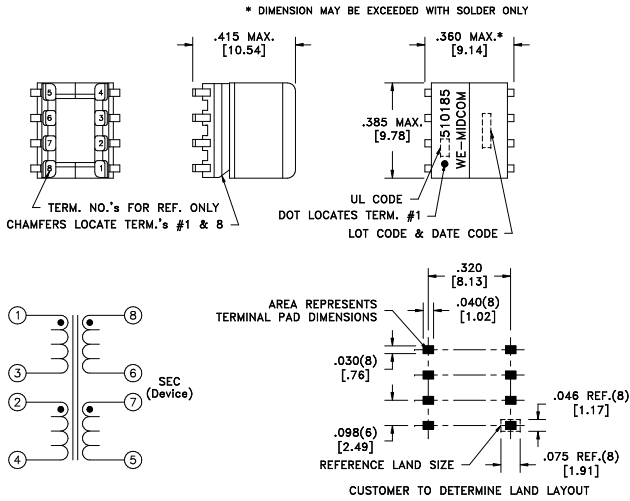 * DIMENSION MAY BE EXCEEDED WITH SOLDER ONLY
.415 MAX.
[10.54]
.360 MAX.*
[9.14]
5
4
6
3
7
2
8
1
.385 MAX.
[9.78]
510185
WE-MIDCOM
UL CODE
DOT LOCATES TERM. #1
LOT CODE & DATE CODE
TERM. NO.'s FOR REF. ONLY
CHAMFERS LOCATE TERM.'s #1 & 8
.320
[8.13]
AREA REPRESENTS
TERMINAL PAD DIMENSIONS
.040(8)
[1.02]
1
8
3
6
SEC
(Device)
2
7
4
5
.030(8)
[.76]
.046 REF.(8)
[1.17]
.098(6)
[2.49]
REFERENCE LAND SIZE
.075 REF.(8)
[1.91]
CUSTOMER TO DETERMINE LAND LAYOUT